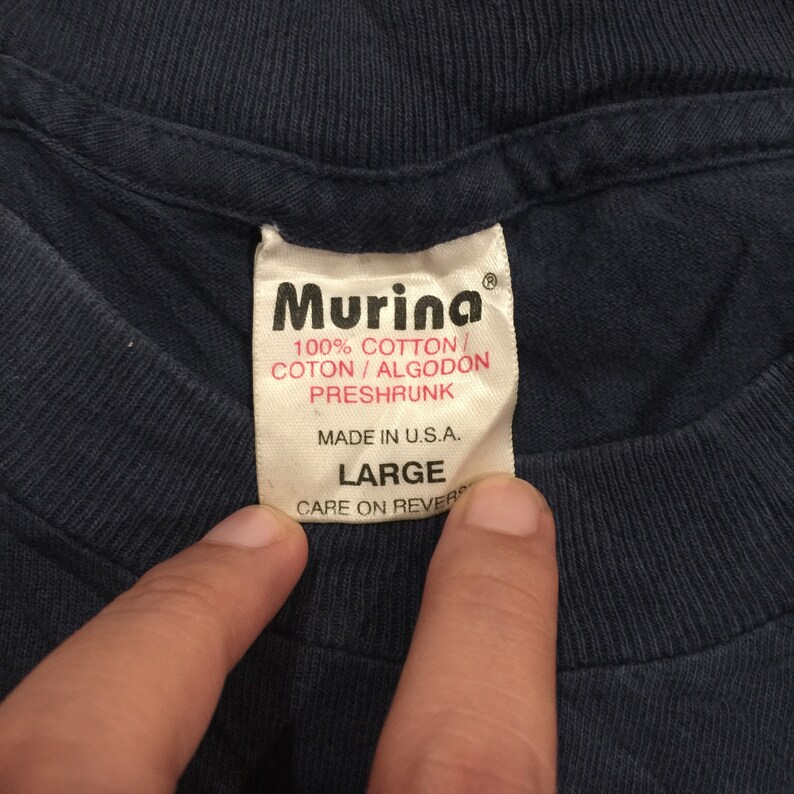 Murina®
100% COTTON /
COTON / ALGODON
PRESHRUNK
MADE IN U.S.A.
LARGE
CARE ON REVERSE